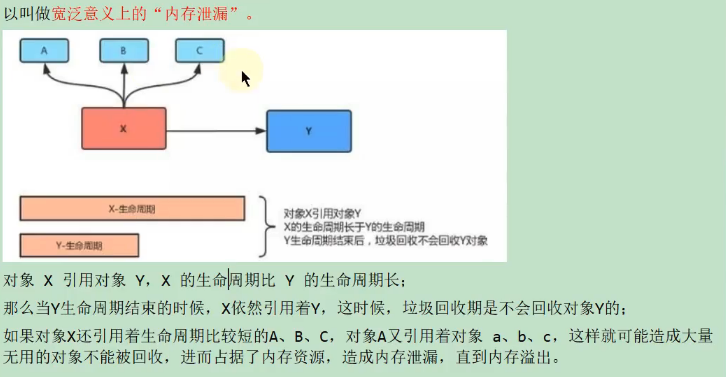 以叫做宽泛意义上的“内存泄漏”。
A B C
X Y
X-生命周期
Y-生命周期
对象X引用对象Y
X的生命周期长于Y的生命周期
Y生命周期结束后，垃圾回收不会回收Y对象
对象 X 引用对象 Y，X 的生命周期比 Y 的生命周期长；
那么当Y生命周期结束的时候，X依然引用着Y，这时候，垃圾回收期是不会回收对象Y的；
如果对象X还引用着生命周期比较短的A、B、C，对象A又引用着对象 a、b、c，这样就可能造成大量
无用的对象不能被回收，进而占据了内存资源，造成内存泄漏，直到内存溢出。